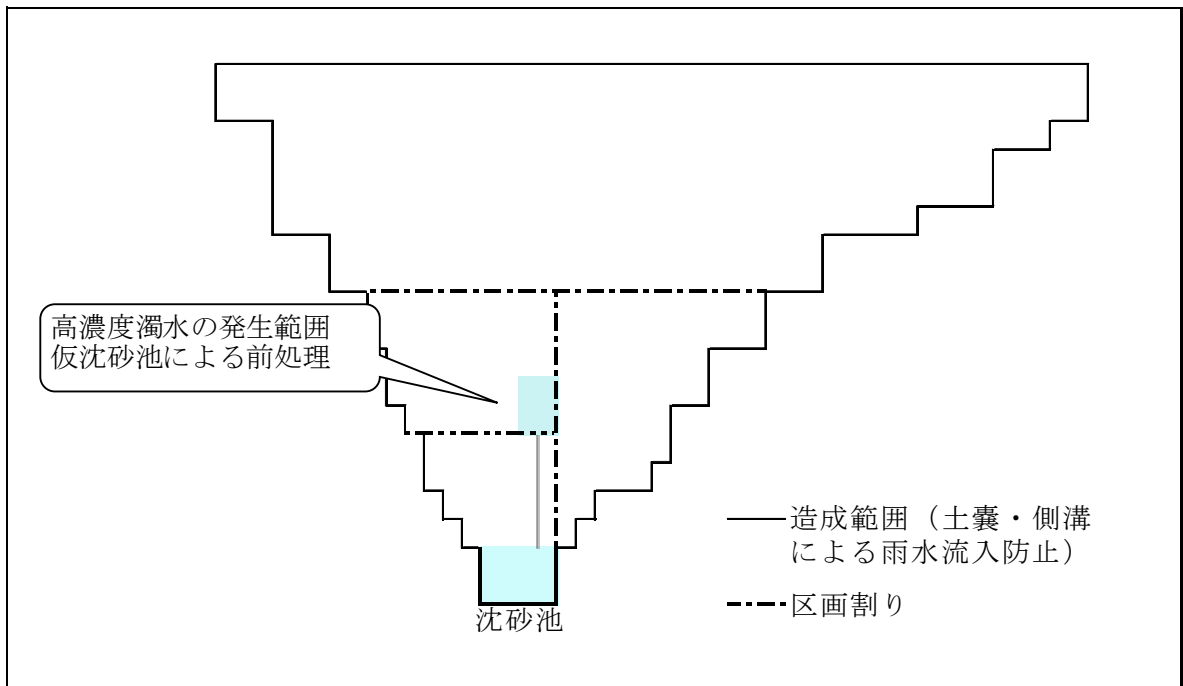 高濃度濁水の発生範囲
仮沈砂池による前処理
造成範囲（土嚢・側溝
による雨水流入防止）
区画割り
沈砂池